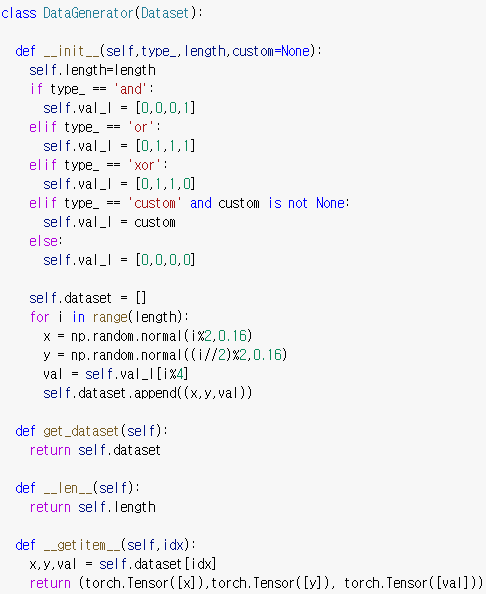 class DataGenerator(Dataset):
def __init__(self,type_,length,custom=None):
self.length=length
if type_ == 'and':
self.val_l = [0,0,0,1]
elif type_ == 'or':
self.val_l = [0,1,1,1]
elif type_ == 'xor':
self.val_l = [0,1,1,0]
elif type_ == 'custom' and custom is not None:
self.val_l = custom
else:
self.val_l = [0,0,0,0]
self.dataset = []
for i in range(length):
x = np.random.normal(i%2,0.16)
y = np.random.normal((i//2)%2,0.16)
val = self.val_l[i%4]
self.dataset.append((x,y,val))
def get_dataset(self):
return self.dataset
def __len__(self):
return self.length
def __getitem__(self,idx):
x,y,val = self.dataset[idx]
return (torch.Tensor([x]),torch.Tensor([y]), torch.Tensor([val]))